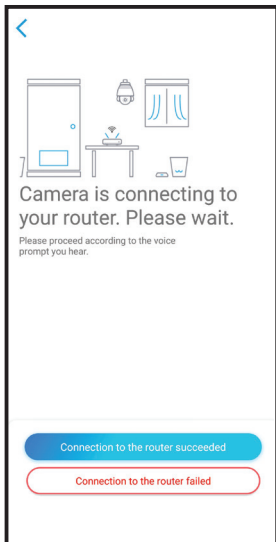 Camera is connecting to
your router. Please wait.
Please proceed according to the voice
prompt you hear.
Connection to the router succeeded
Connection to the router failed